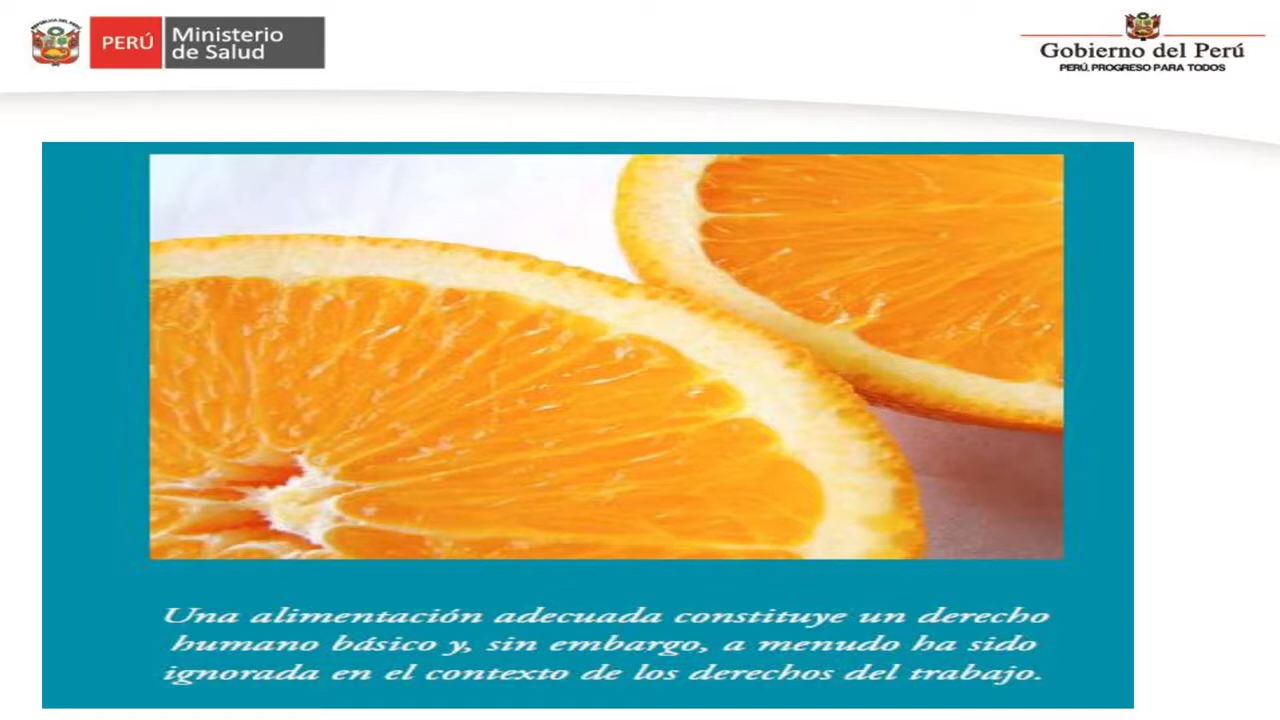 PERÚ
Ministerio
de Salud
Gobierno del Perú
PERÚ, PROGRESO PARA TODOS
Una alimentación adecuada constituye un derecho
humano básico y, sin embargo, a menudo ha sido
ignorada en el contexto de los derechos del trabajo.